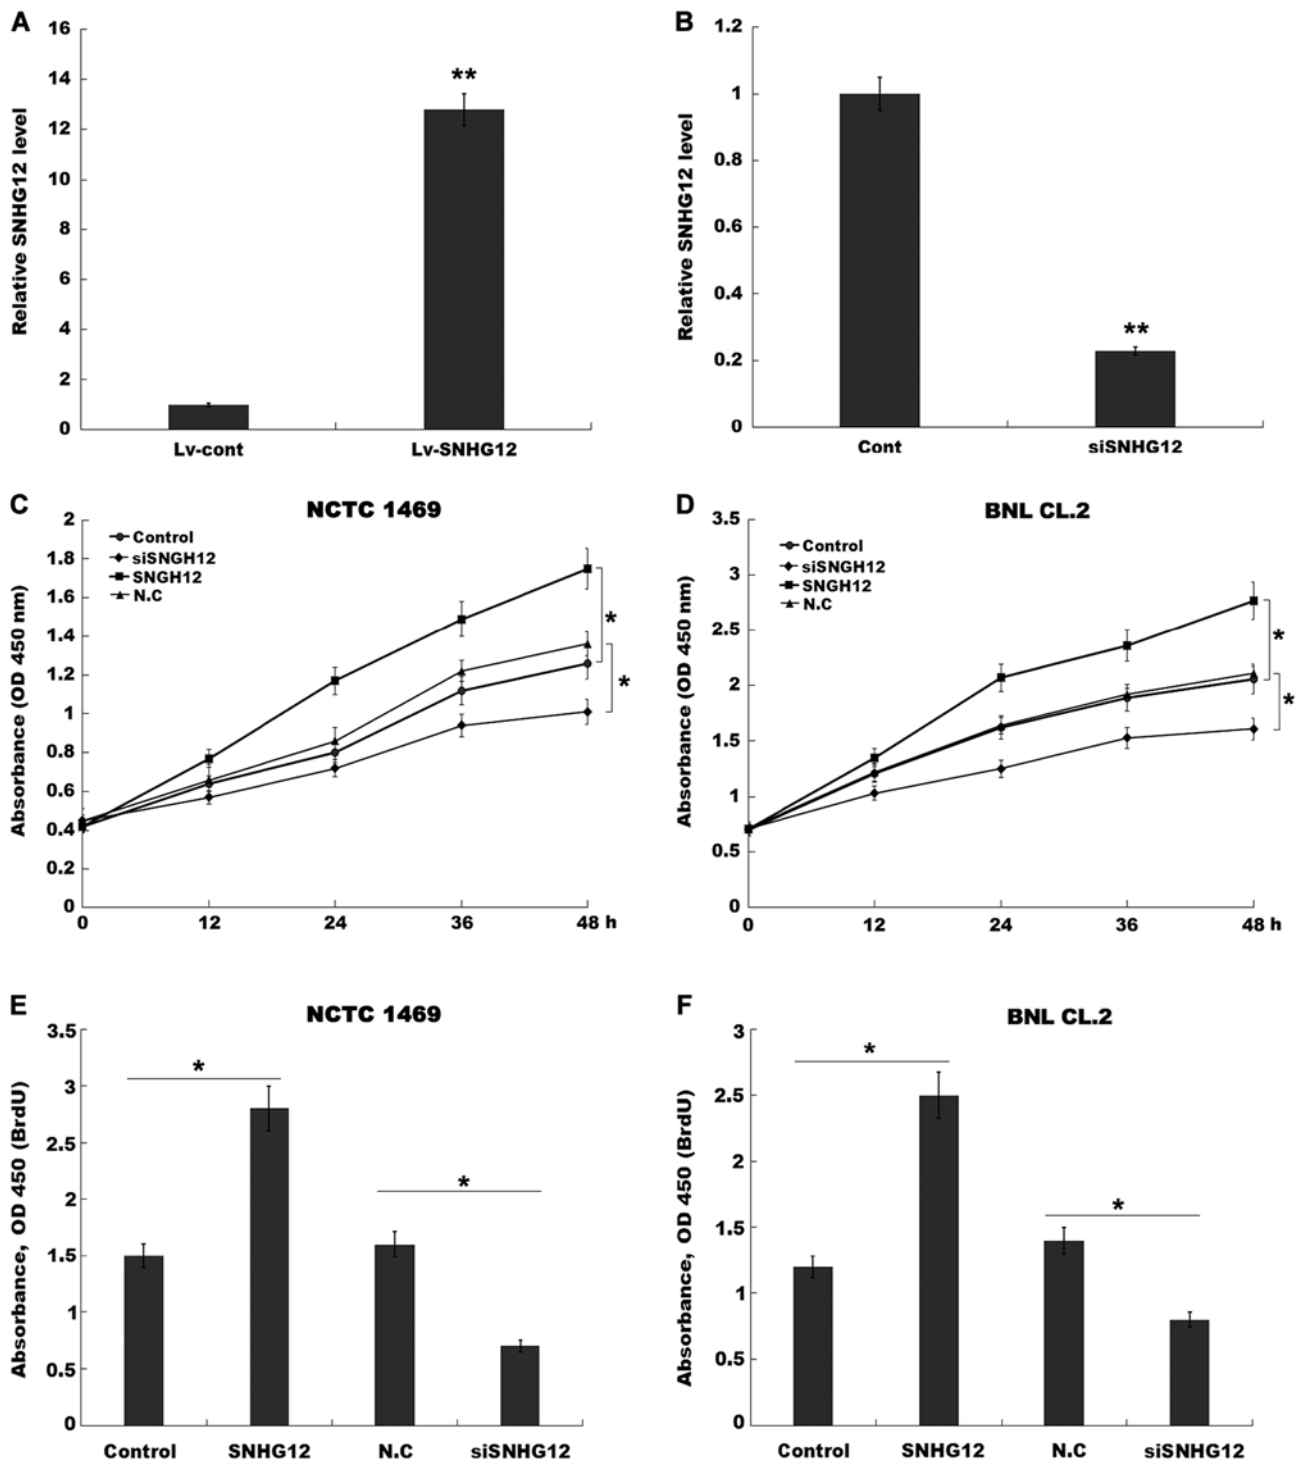 A
Relative SNHG12 level
16
14
12
10
8
6
4
2
0
**
Lv-cont
Lv-SNHG12
B
Relative SNHG12 level
1.2
1
0.8
0.6
0.4
0.2
0
**
Cont
siSNHG12
C
NCTC 1469
Absorbance (OD 450 nm)
2
1.8
1.6
1.4
1.2
1
0.8
0.6
0.4
0.2
0
Control
siSNGH12
SNGH12
N.C
*
*
0
12
24
36
48 h
D
BNL CL.2
Absorbance (OD 450 nm)
3.5
3
2.5
2
1.5
1
0.5
0
Control
siSNGH12
SNGH12
N.C
*
*
0
12
24
36
48 h
E
NCTC 1469
Absorbance, OD 450 (BrdU)
3.5
3
2.5
2
1.5
1
0.5
0
*
*
Control
SNHG12
N.C
siSNHG12
F
BNL CL.2
Absorbance, OD 450 (BrdU)
3
2.5
2
1.5
1
0.5
0
*
*
Control
SNHG12
N.C
siSNHG12